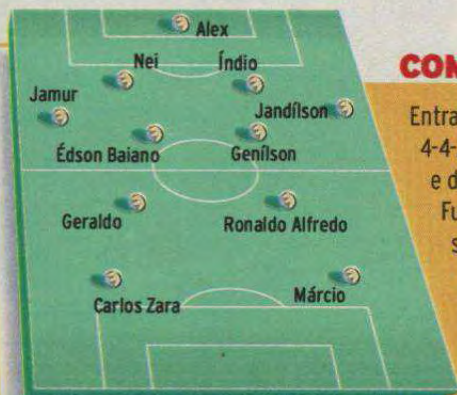 Alex
Nei
Índio
Jamur
Jandílson
Édson Baiano
Genílson
Geraldo
Ronaldo Alfredo
Carlos Zara
Márcio
COM
Entra
4-4-
e d
Fu
s